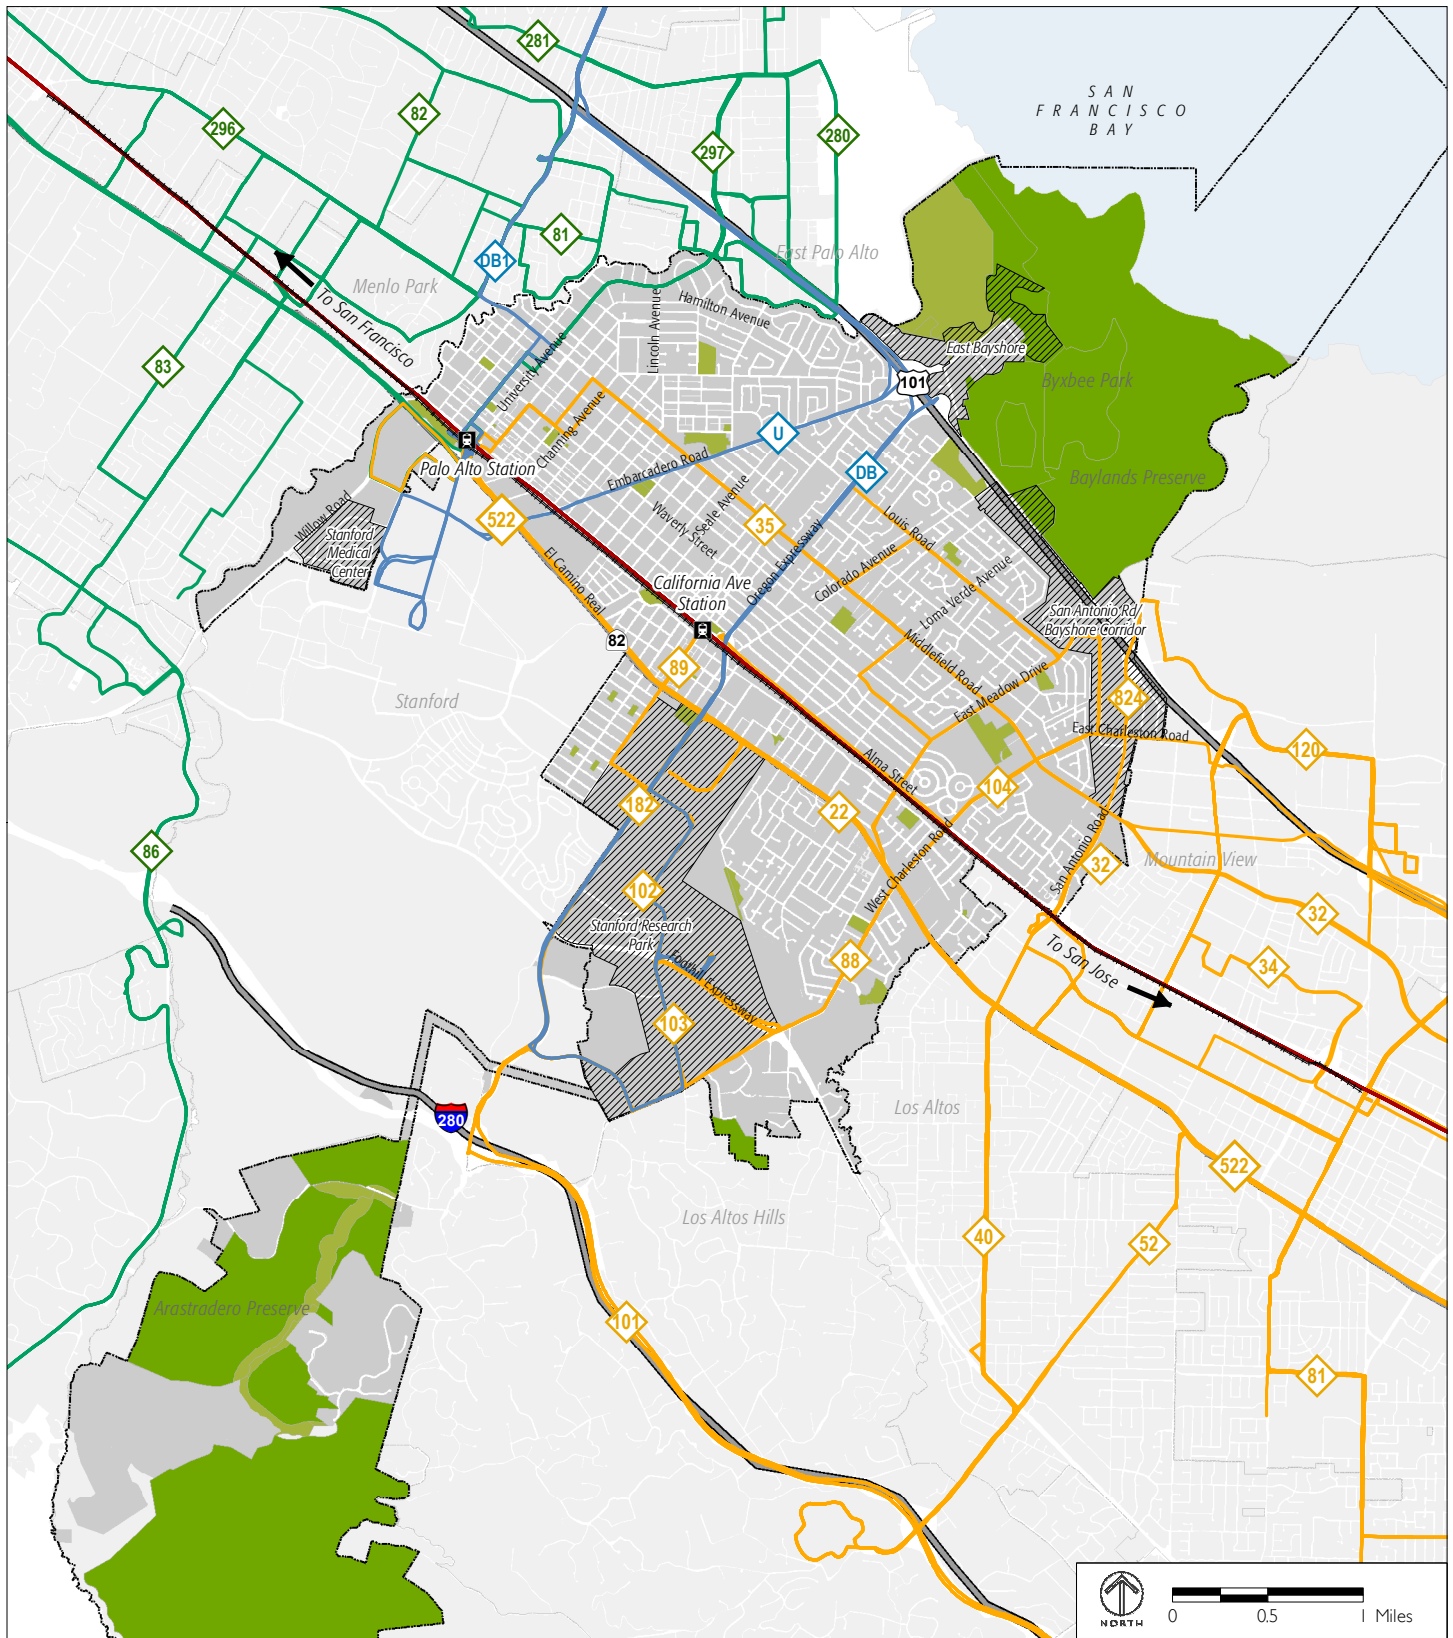 281
SAN
FRANCISCO
BAY
82
296
297
280
81
DB1
East Palo Alto
Menlo Park
To San Francisco
Hamilton Avenue
Lincoln Avenue
East Bayshore
University Avenue
83
101
Byxbee Park
Channing Avenue
U
Palo Alto Station
Embarcadero Road
DB
Baylands Preserve
Willow Road
522
Seale Avenue
Waverly Street
35
Louis Road
Stanford
Medical
Center
Oregon Expressway
El Camino Real
California Ave
Station
Colorado Avenue
Loma Verde Avenue
San Antonio Rd/
Bayshore Corridor
82
89
Middlefield Road
East Meadow Drive
Stanford
824
East Charleston Road
120
Alma Street
104
182
22
86
West Charleston Road
San Antonio Road
32
Mountain View
102
32
Stanford Research
Park
To San Jose
88
34
Foothill Expressway
103
280
Los Altos
522
Los Altos Hills
40
52
Arastradero Preserve
101
81
NORTH
0 0.5 1 Miles